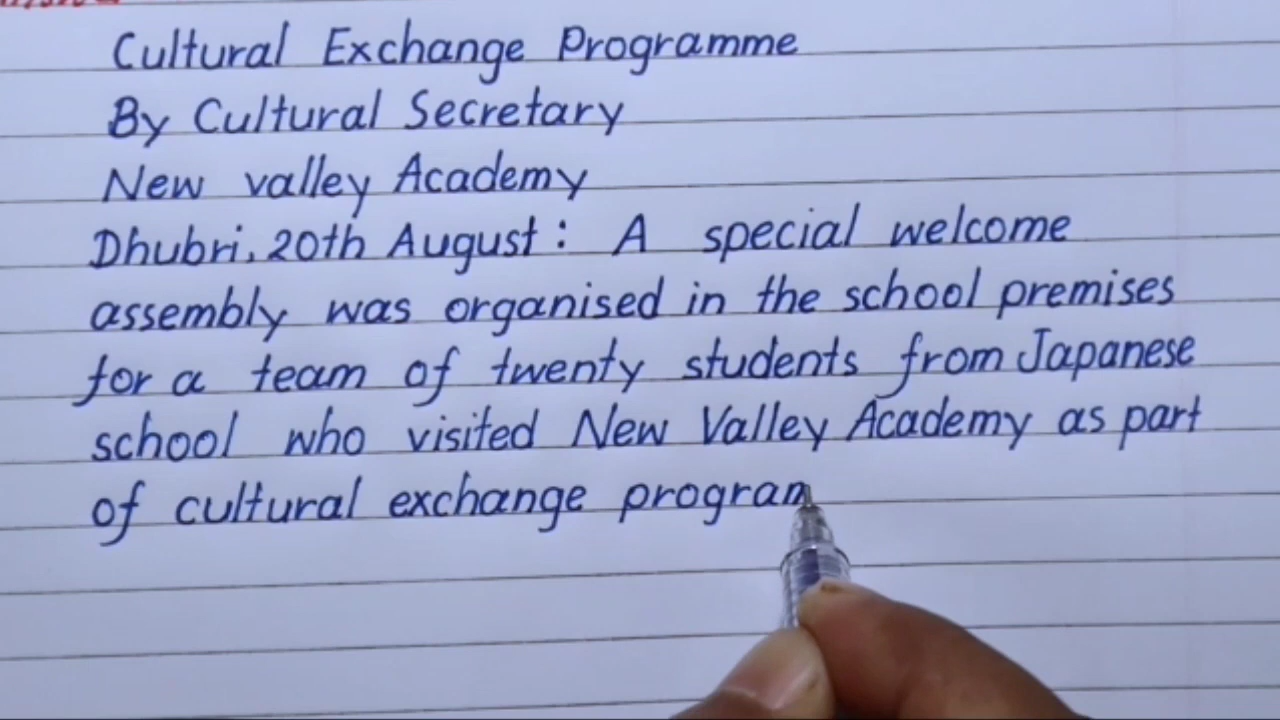 Cultural Exchange Programme
By Cultural Secretary
New valley Academy
Dhubri, 20th August : A special welcome
assembly was organised in the school premises
for a team of twenty students from Japanese
school who visited New Valley Academy as part
of cultural exchange program